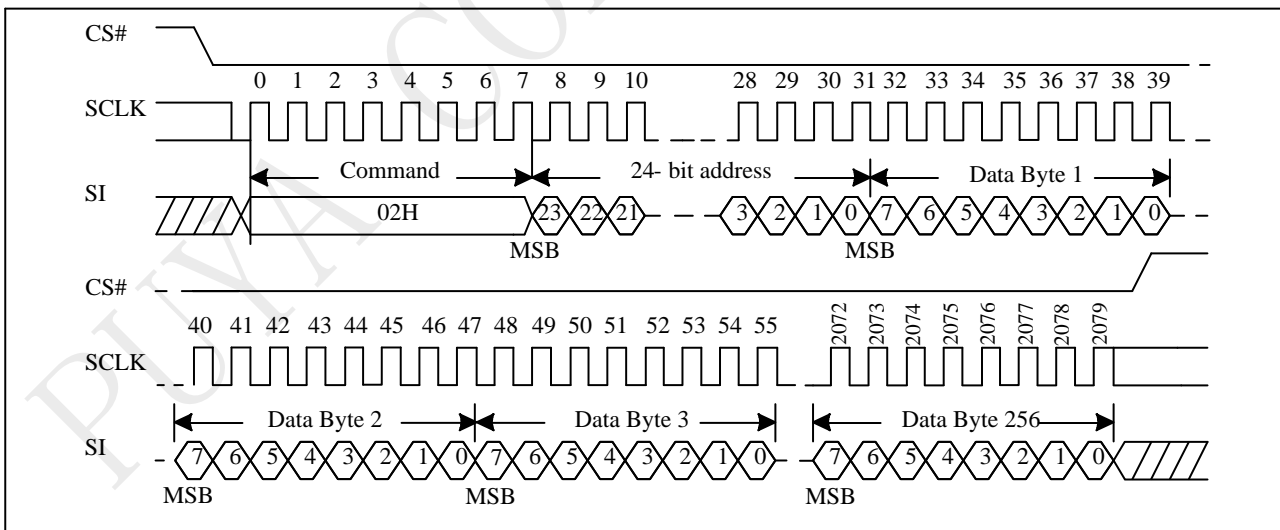 CS#
0 1 2 3 4 5 6 7 8 9 10 28 29 30 31 32 33 34 35 36 37 38 39
SCLK
Command 24- bit address Data Byte 1
SI
02H 23 22 21 3 2 1 0 7 6 5 4 3 2 1 0
MSB MSB
CS#
40 41 42 43 44 45 46 47 48 49 50 51 52 53 54 55 2072 2073 2074 2075 2076 2077 2078 2079
SCLK
Data Byte 2 Data Byte 3 Data Byte 256
SI
7 6 5 4 3 2 1 0 7 6 5 4 3 2 1 0 7 6 5 4 3 2 1 0
MSB MSB MSB
PUYA CO